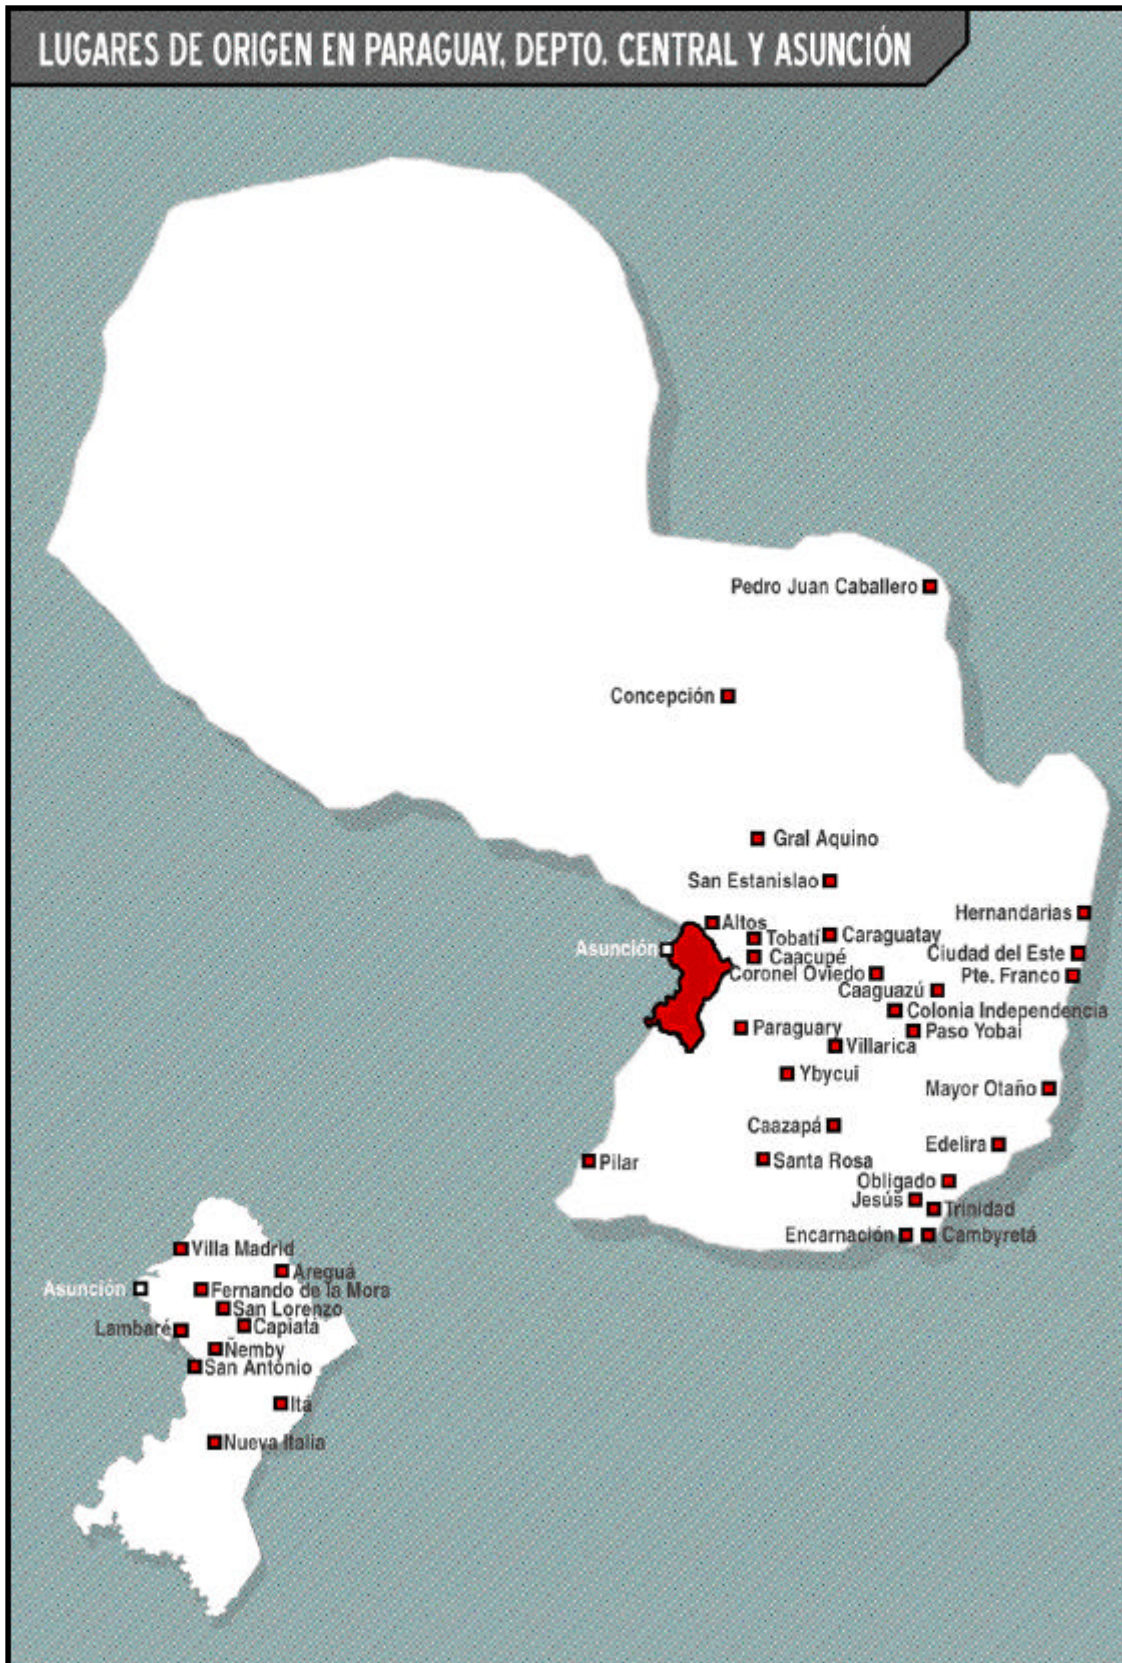 LUGARES DE ORIGEN EN PARAGUAY, DEPTO. CENTRAL Y ASUNCIÓN
Pedro Juan Caballero
Concepción
Gral Aquino
San Estanislao
Hernandarias
Altos
Caraguatay
Tobatí
Asunción
Ciudad del Este
Caacupé
Coronel Oviedo
Pte. Franco
Caaguazú
Colonia Independencia
Paraguary
Paso Yobai
Villarica
Ybycuí
Mayor Otaño
Caazapá
Edelira
Santa Rosa
Pilar
Obligado
Jesús
Trinidad
Encarnación
Cambyretá
Villa Madrid
Areguá
Asunción
Fernando de la Mora
San Lorenzo
Capiatá
Lambaré
Ñemby
San Antonio
Itá
Nueva Italia